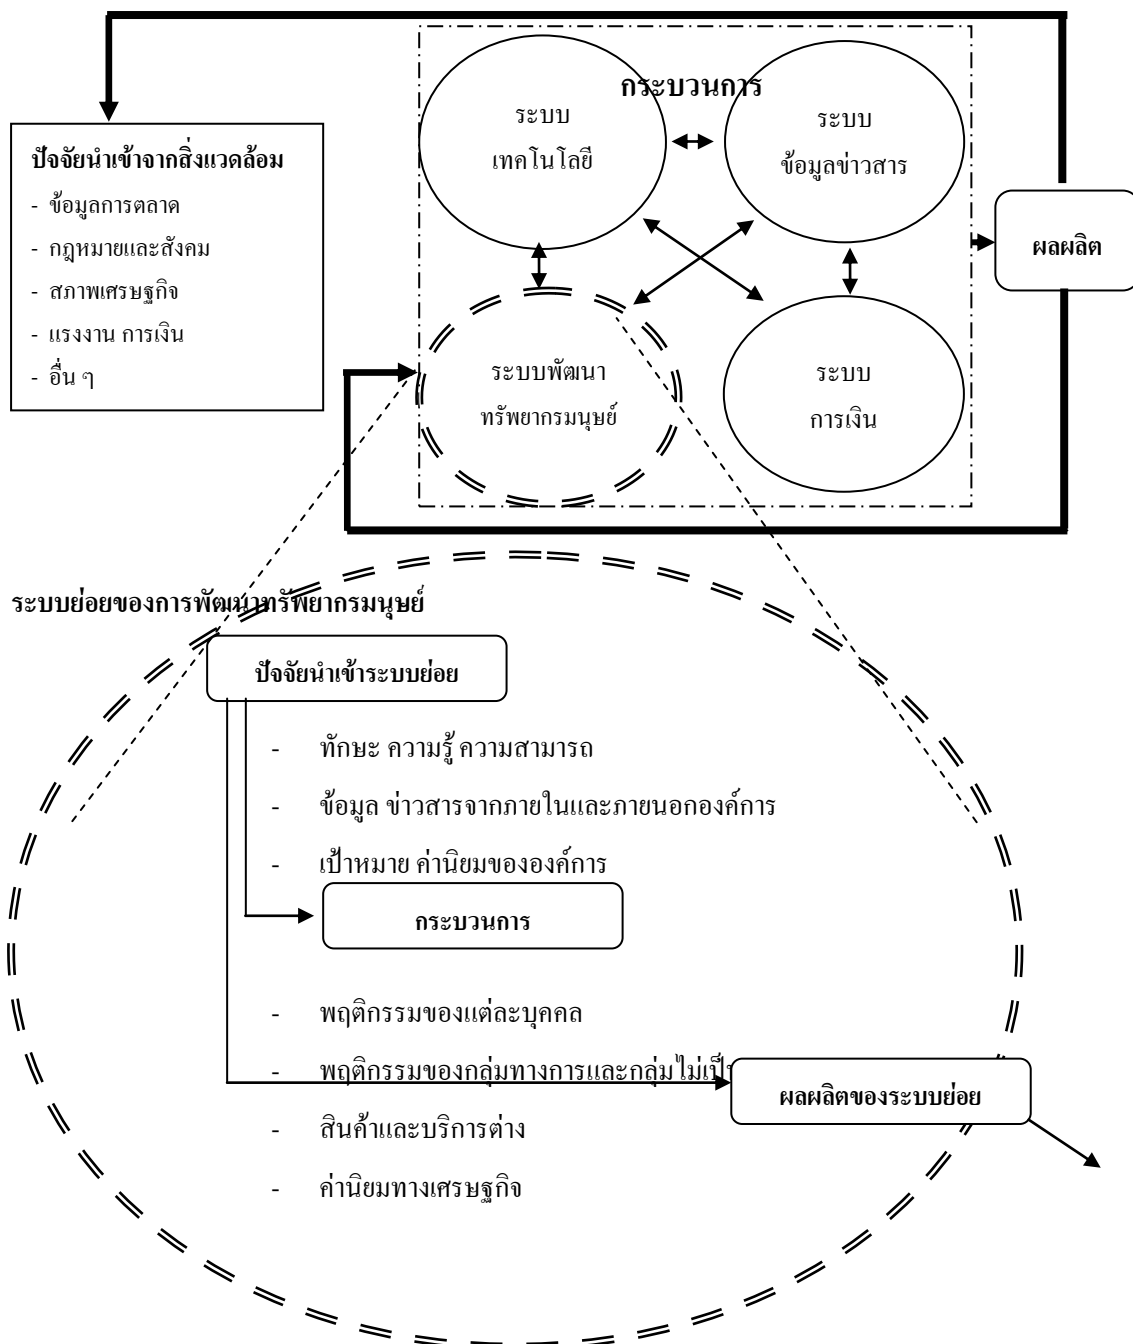 กระบวนการ
ระบบ
เทคโนโลยี
ระบบ
ข้อมูลข่าวสาร
ปัจจัยนำเข้าจากสิ่งแวดล้อม
- ข้อมูลการตลาด
- กฎหมายและสังคม
- สภาพเศรษฐกิจ
- แรงงาน การเงิน
- อื่น ๆ
ผลผลิต
ระบบพัฒนา
ทรัพยากรมนุษย์
ระบบ
การเงิน
ระบบย่อยของการพัฒนาทรัพยากรมนุษย์
ปัจจัยนำเข้าระบบย่อย
- ทักษะ ความรู้ ความสามารถ
- ข้อมูล ข่าวสารจากภายในและภายนอกองค์การ
- เป้าหมาย ค่านิยมขององค์การ
กระบวนการ
- พฤติกรรมของแต่ละบุคคล
- พฤติกรรมของกลุ่มทางการและกลุ่มไม่
ผลผลิตของระบบย่อย
- สินค้าและบริการต่าง
- ค่านิยมทางเศรษฐกิจ